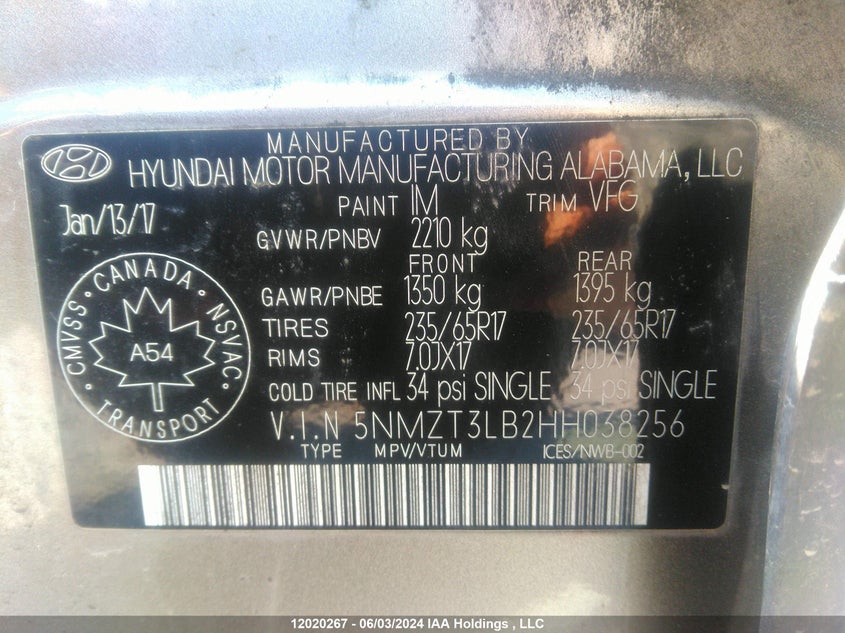 MANUFACTURED BY
HYUNDAI MOTOR MANUFACTURING ALABAMA, LLC
Jan/13/17
PAINT 1M TRIM VFG
GVWR/PNBV 2210 kg
FRONT REAR
GAWR/PNBE 1350 kg 1395 kg
TIRES 235/65R17 235/65R17
RIMS 7.0JX17 7.0JX17
COLD TIRE INFL 34 psi SINGLE 34 psi SINGLE
V.I.N 5NMZT3LB2HH038256
TYPE MPV/VTUM ICES/NWB-002
CMVSS · CANADA · NSVAC
A54
TRANSPORT
12020267 - 06/03/2024 IAA Holdings , LLC